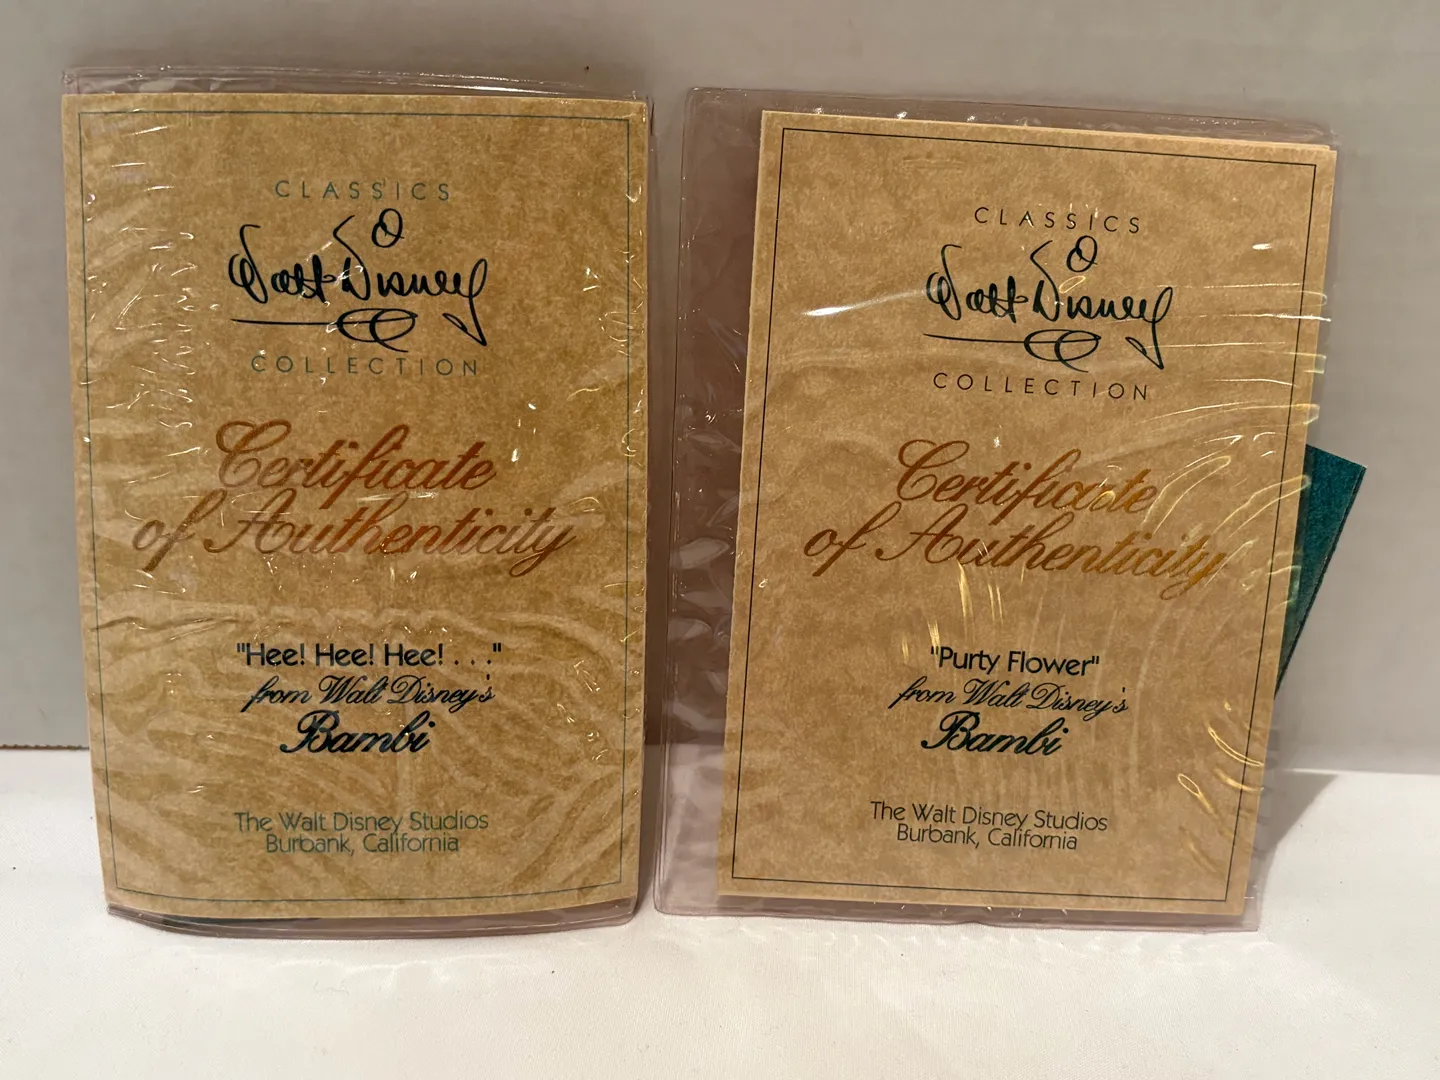 CLASSICS
Walt Disney
COLLECTION
Certificate
of Authenticity
"Hee! Hee! Hee! . . ."
from Walt Disney's
Bambi
The Walt Disney Studios
Burbank, California
CLASSICS
Walt Disney
COLLECTION
Certificate
of Authenticity
"Purty Flower"
from Walt Disney's
Bambi
The Walt Disney Studios
Burbank, California